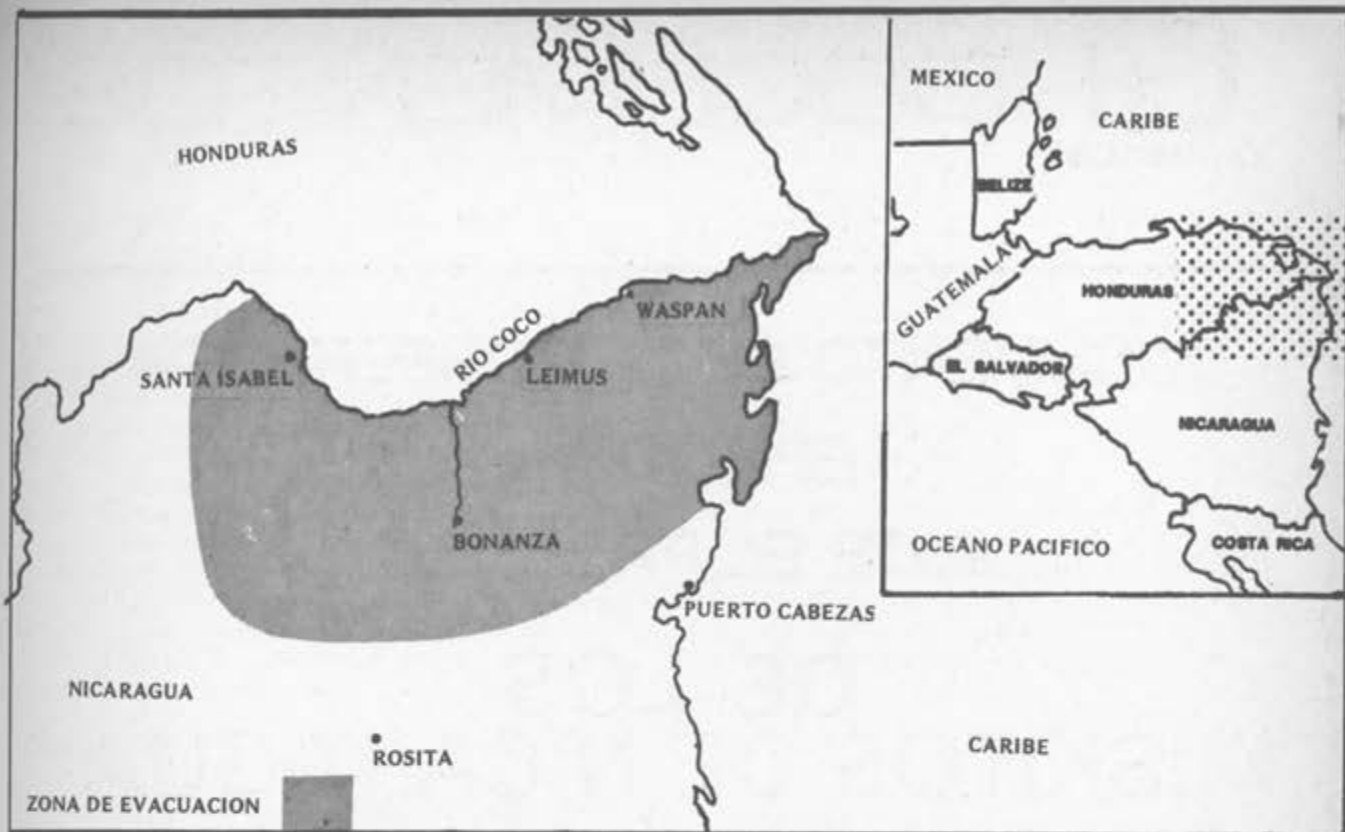 HONDURAS
RIO COCO
WASPAN
SANTA ISABEL
LEIMUS
BONANZA
PUERTO CABEZAS
NICARAGUA
ROSITA
CARIBE
ZONA DE EVACUACION
MEXICO
CARIBE
BELIZE
GUATEMALA
HONDURAS
EL SALVADOR
NICARAGUA
OCEANO PACIFICO
COSTA RICA